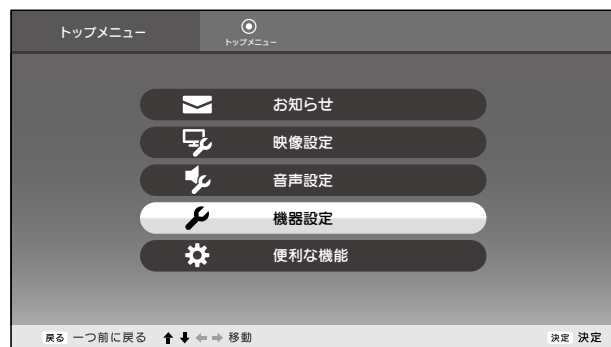 トップメニュー
トップメニュー
お知らせ
映像設定
音声設定
機器設定
便利な機能
戻る 一つ前に戻る 移動 決定 決定